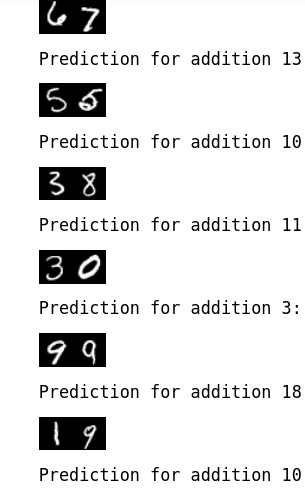 6 7
Prediction for addition 13
5 5
Prediction for addition 10
3 8
Prediction for addition 11
3 0
Prediction for addition 3:
9 9
Prediction for addition 18
1 9
Prediction for addition 10